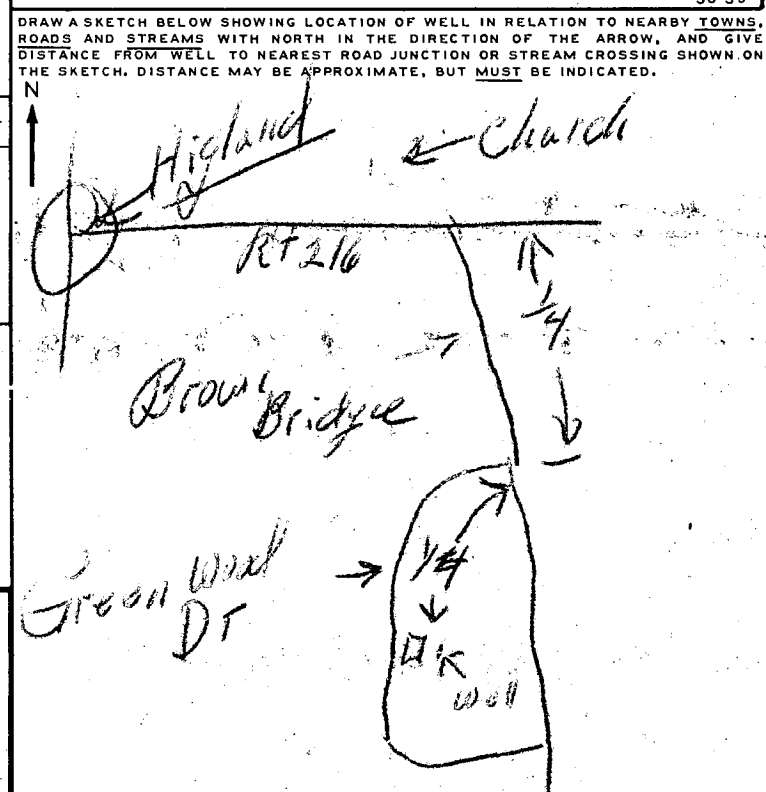 DRAW A SKETCH BELOW SHOWING LOCATION OF WELL IN RELATION TO NEARBY TOWNS,
ROADS AND STREAMS WITH NORTH IN THE DIRECTION OF THE ARROW, AND GIVE
DISTANCE FROM WELL TO NEAREST ROAD JUNCTION OR STREAM CROSSING SHOWN ON
THE SKETCH. DISTANCE MAY BE APPROXIMATE, BUT MUST BE INDICATED.
N
Higland
Church
Rt 216
1/4
Brown
Bridge
Green Wood
Dr
1/4
Well